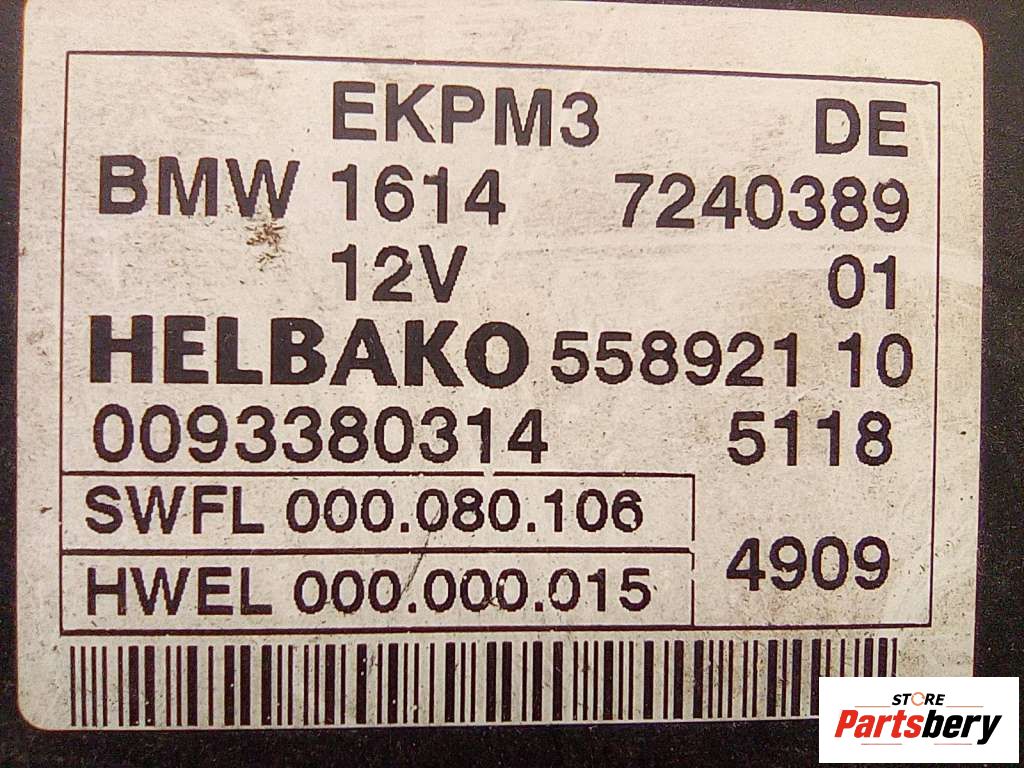 EKPM3 DE
BMW 1614 7240389
12V 01
HELBAKO 558921 10
0093380314 5118
SWFL 000.080.106
HWEL 000.000.015
4909
STORE
Partsbery